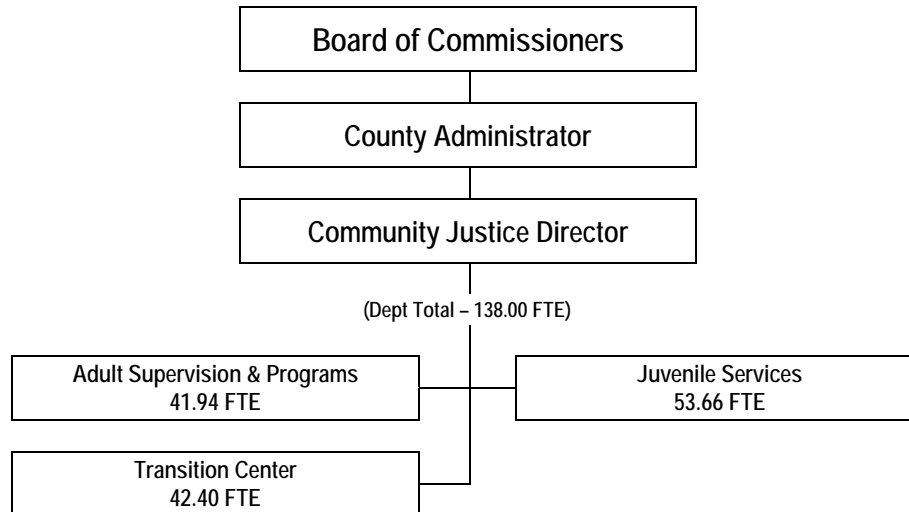 Board of Commissioners
County Administrator
Community Justice Director
(Dept Total – 138.00 FTE)
Adult Supervision & Programs
41.94 FTE
Juvenile Services
53.66 FTE
Transition Center
42.40 FTE